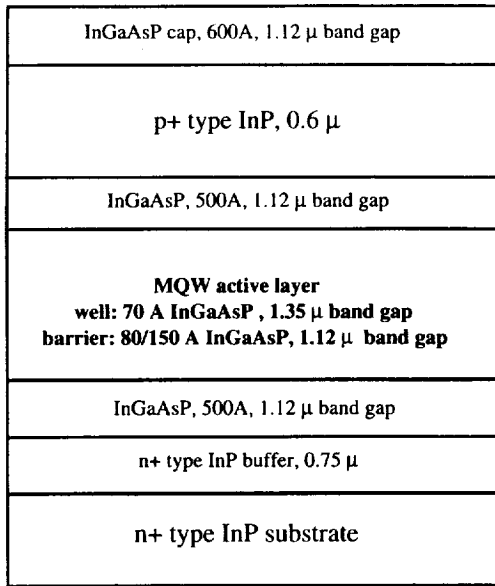 InGaAsP cap, 600A, 1.12 μ band gap
p+ type InP, 0.6 μ
InGaAsP, 500A, 1.12 μ band gap
MQW active layer
well: 70 A InGaAsP , 1.35 μ band gap
barrier: 80/150 A InGaAsP, 1.12 μ band gap
InGaAsP, 500A, 1.12 μ band gap
n+ type InP buffer, 0.75 μ
n+ type InP substrate